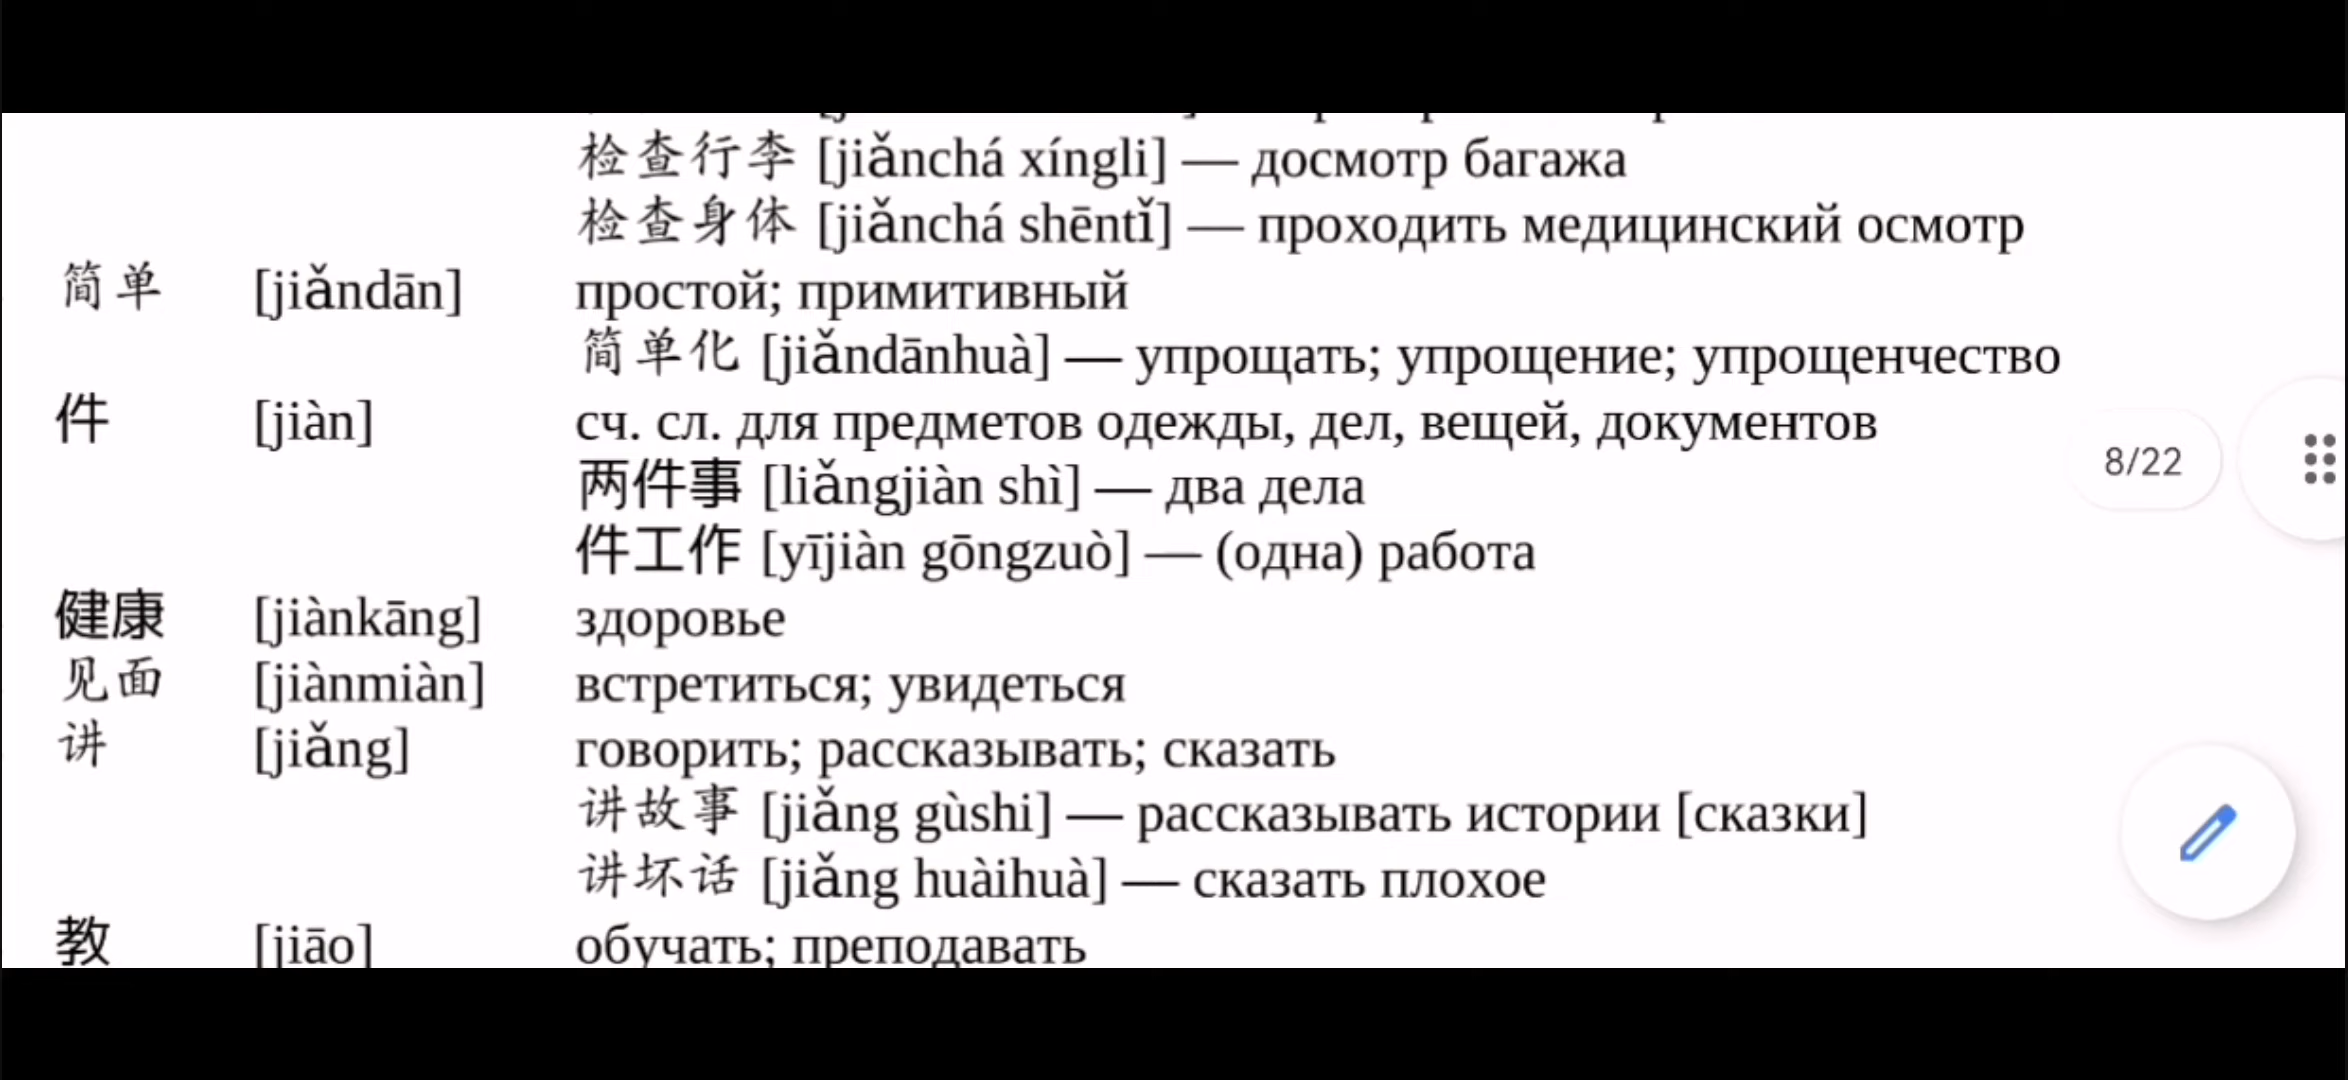 检查行李 [jiǎnchá xíngli] — досмотр багажа
检查身体 [jiǎnchá shēntǐ] — проходить медицинский осмотр
简单 [jiǎndān] простой; примитивный
简单化 [jiǎndānhuà] — упрощать; упрощение; упрощенчество
件 [jiàn] сч. сл. для предметов одежды, дел, вещей, документов
8/22
两件事 [liǎngjiàn shì] — два дела
件工作 [yījiàn gōngzuò] — (одна) работа
健康 [jiànkāng] здоровье
见面 [jiànmiàn] встретиться; увидеться
讲 [jiǎng] говорить; рассказывать; сказать
讲故事 [jiǎng gùshi] — рассказывать истории [сказки]
讲坏话 [jiǎng huàihuà] — сказать плохое
教 [jiāo] обучать; преподавать